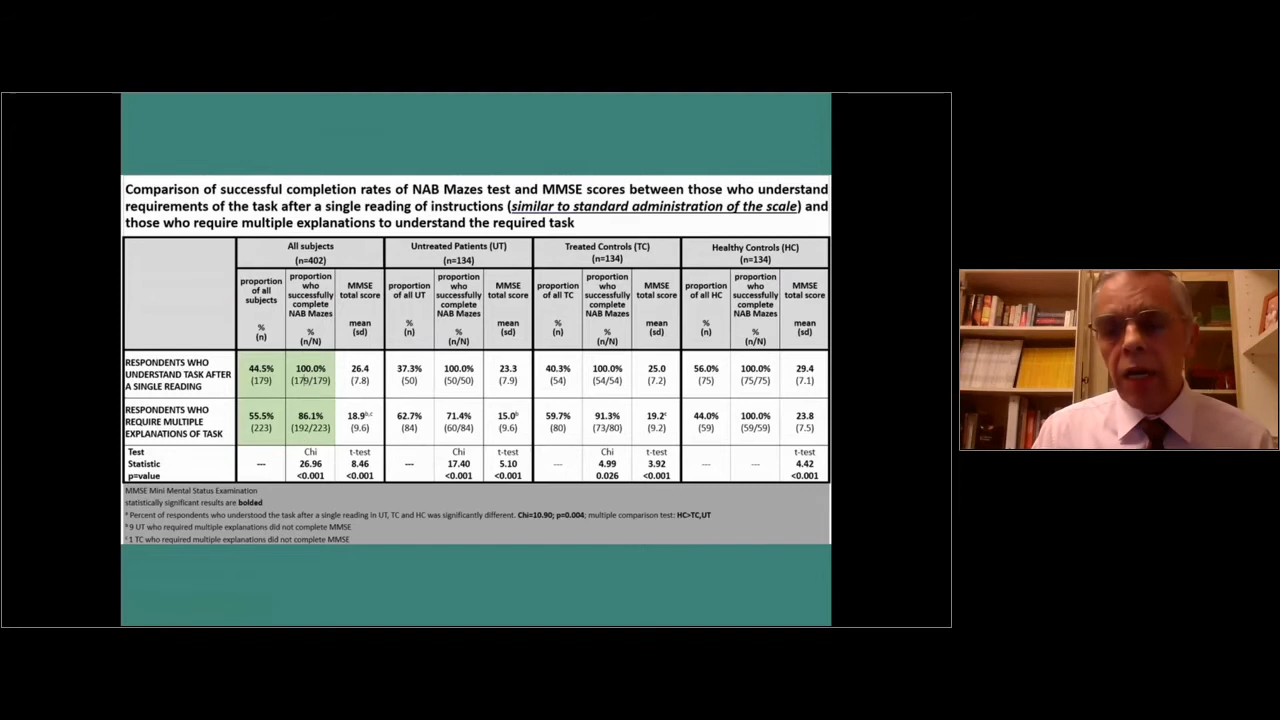 Comparison of successful completion rates of NAB Mazes test and MMSE scores between those who understand
requirements of the task after a single reading of instructions (similar to standard administration of the scale) and
those who require multiple explanations to understand the required task
All subjects
(n=402)
Untreated Patients (UT)
(n=134)
Treated Controls (TC)
(n=134)
Healthy Controls (HC)
(n=134)
proportion
of all
subjects
%
(n)
proportion
who
successfully
complete
NAB Mazes
%
(n/N)
MMSE
total score
mean
(sd)
proportion
of all UT
%
(n)
proportion
who
successfully
complete
NAB Mazes
%
(n/N)
MMSE
total score
mean
(sd)
proportion
of all TC
%
(n)
proportion
who
successfully
complete
NAB Mazes
%
(n/N)
MMSE
total score
mean
(sd)
proportion
of all HC
%
(n)
proportion
who
successfully
complete
NAB Mazes
%
(n/N)
MMSE
total score
mean
(sd)
RESPONDENTS WHO
UNDERSTAND TASK AFTER
A SINGLE READING
44.5% 100.0% 26.4 37.3% 100.0% 23.3 40.3% 100.0% 25.0 56.0% 100.0% 29.4
(179) (179/179) (7.8) (50) (50/50) (7.9) (54) (54/54) (7.2) (75) (75/75) (7.1)
RESPONDENTS WHO
REQUIRE MULTIPLE
EXPLANATIONS OF TASK
55.5% 86.1% 18.9b,c 62.7% 71.4% 15.0b 59.7% 91.3% 19.2c 44.0% 100.0% 23.8
(223) (192/223) (9.6) (84) (60/84) (9.6) (80) (73/80) (9.2) (59) (59/59) (7.5)
Test Chi t-test Chi t-test Chi t-test t-test
Statistic --- 26.96 8.46 --- 17.40 5.10 --- 4.99 3.92 --- --- 4.42
p=value <0.001 <0.001 <0.001 <0.001 0.026 <0.001 <0.001
MMSE Mini Mental Status Examination
statistically significant results are bolded
a Percent of respondents who understood the task after a single reading in UT, TC and HC was significantly different. Chi=10.90; p=0.004; multiple comparison test: HC>TC,UT
b 9 UT who required multiple explanations did not complete MMSE
c 1 TC who required multiple explanations did not complete MMSE